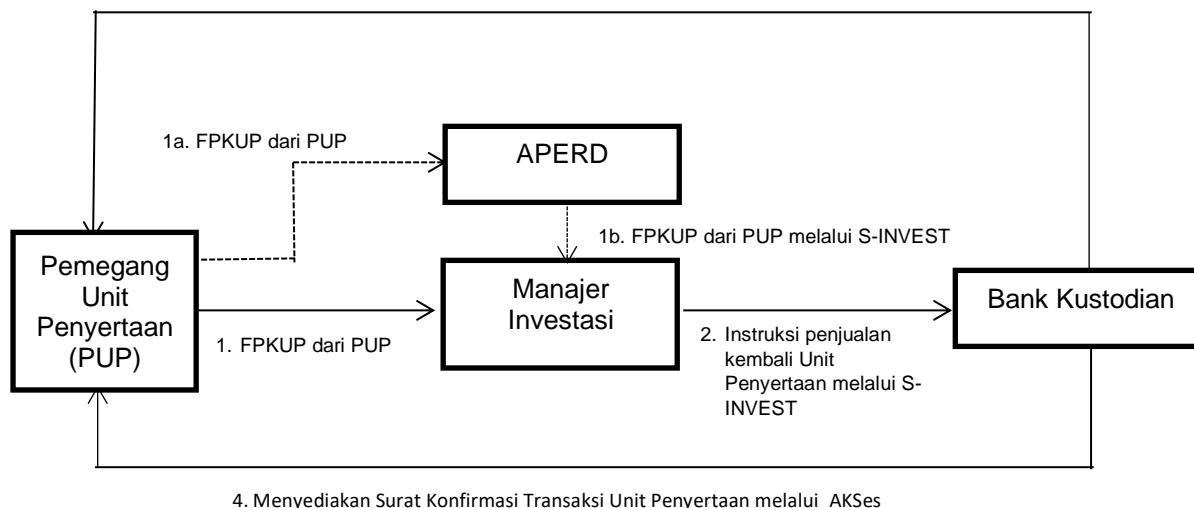 1a. FPKUP dari PUP
APERD
1b. FPKUP dari PUP melalui S-INVEST
Pemegang
Unit
Penyertaan
(PUP)
Manajer
Investasi
Bank Kustodian
1. FPKUP dari PUP
2. Instruksi penjualan
kembali Unit
Penyertaan melalui S-
INVEST
4. Menyediakan Surat Konfirmasi Transaksi Unit Penyertaan melalui AKSes